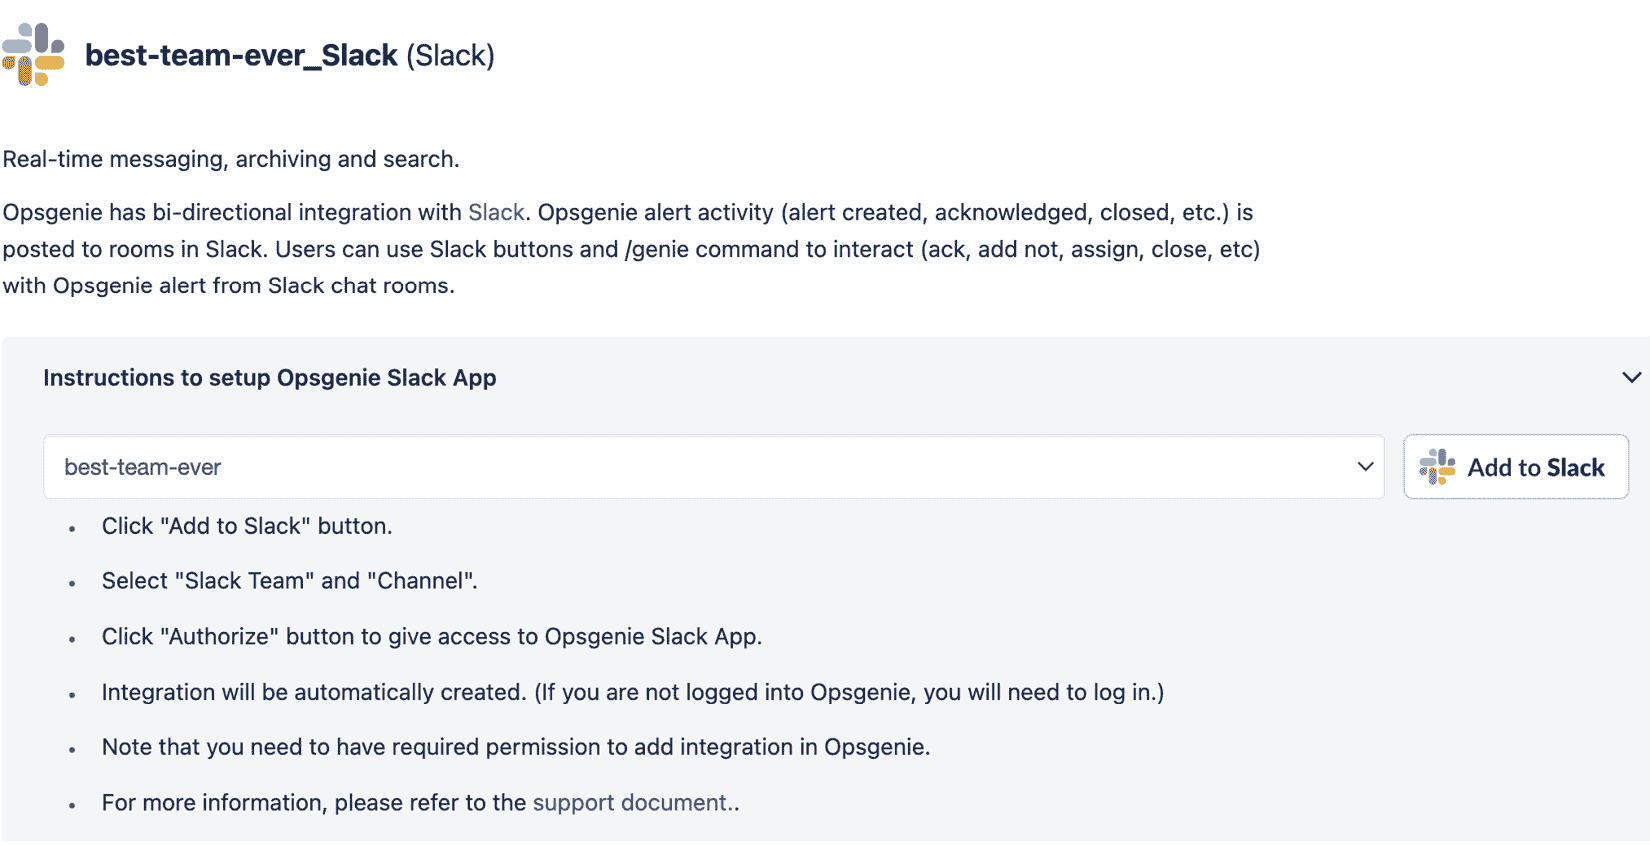 best-team-ever_Slack (Slack)
Real-time messaging, archiving and search.
Opsgenie has bi-directional integration with Slack. Opsgenie alert activity (alert created, acknowledged, closed, etc.) is
posted to rooms in Slack. Users can use Slack buttons and /genie command to interact (ack, add not, assign, close, etc)
with Opsgenie alert from Slack chat rooms.
Instructions to setup Opsgenie Slack App
best-team-ever
Add to Slack
• Click "Add to Slack" button.
• Select "Slack Team" and "Channel".
• Click "Authorize" button to give access to Opsgenie Slack App.
• Integration will be automatically created. (If you are not logged into Opsgenie, you will need to log in.)
• Note that you need to have required permission to add integration in Opsgenie.
• For more information, please refer to the support document..